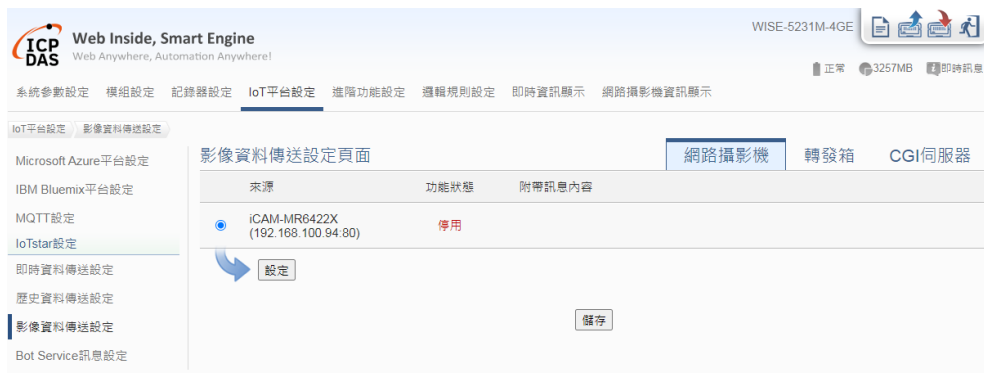 ICP
DAS
Web Inside, Smart Engine
Web Anywhere, Automation Anywhere!
WISE-5231M-4GE
正常 3257MB 即時訊息
系統參數設定 模組設定 記錄器設定 IoT平台設定 進階功能設定 邏輯規則設定 即時資訊顯示 網路攝影機資訊顯示
IoT平台設定 影像資料傳送設定
Microsoft Azure平台設定
IBM Bluemix平台設定
MQTT設定
IoTstar設定
即時資料傳送設定
歷史資料傳送設定
影像資料傳送設定
Bot Service訊息設定
影像資料傳送設定頁面 網路攝影機 轉發箱 CGI伺服器
來源 功能狀態 附帶訊息內容
iCAM-MR6422X
(192.168.100.94:80) 停用
設定
儲存